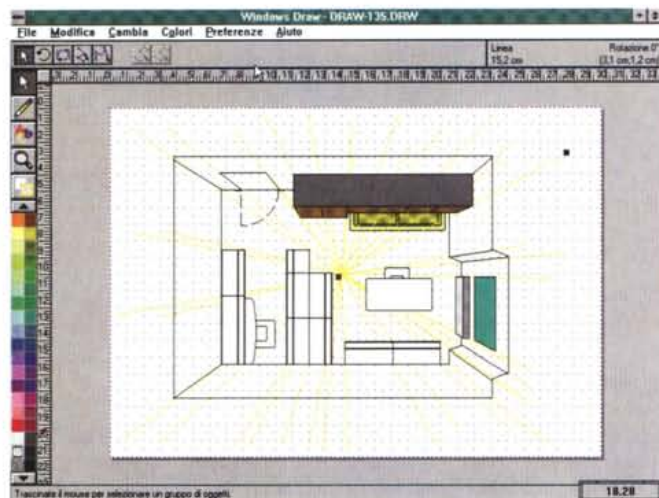 Windows Draw - DRAW-135.DRW
File Modifica Cambia Colori Preferenze Aiuto
Linea Rotazione 0°
15,2 cm (3,1 cm;1,2 cm)
Trascinate il mouse per selezionare un gruppo di oggetti.
18.28